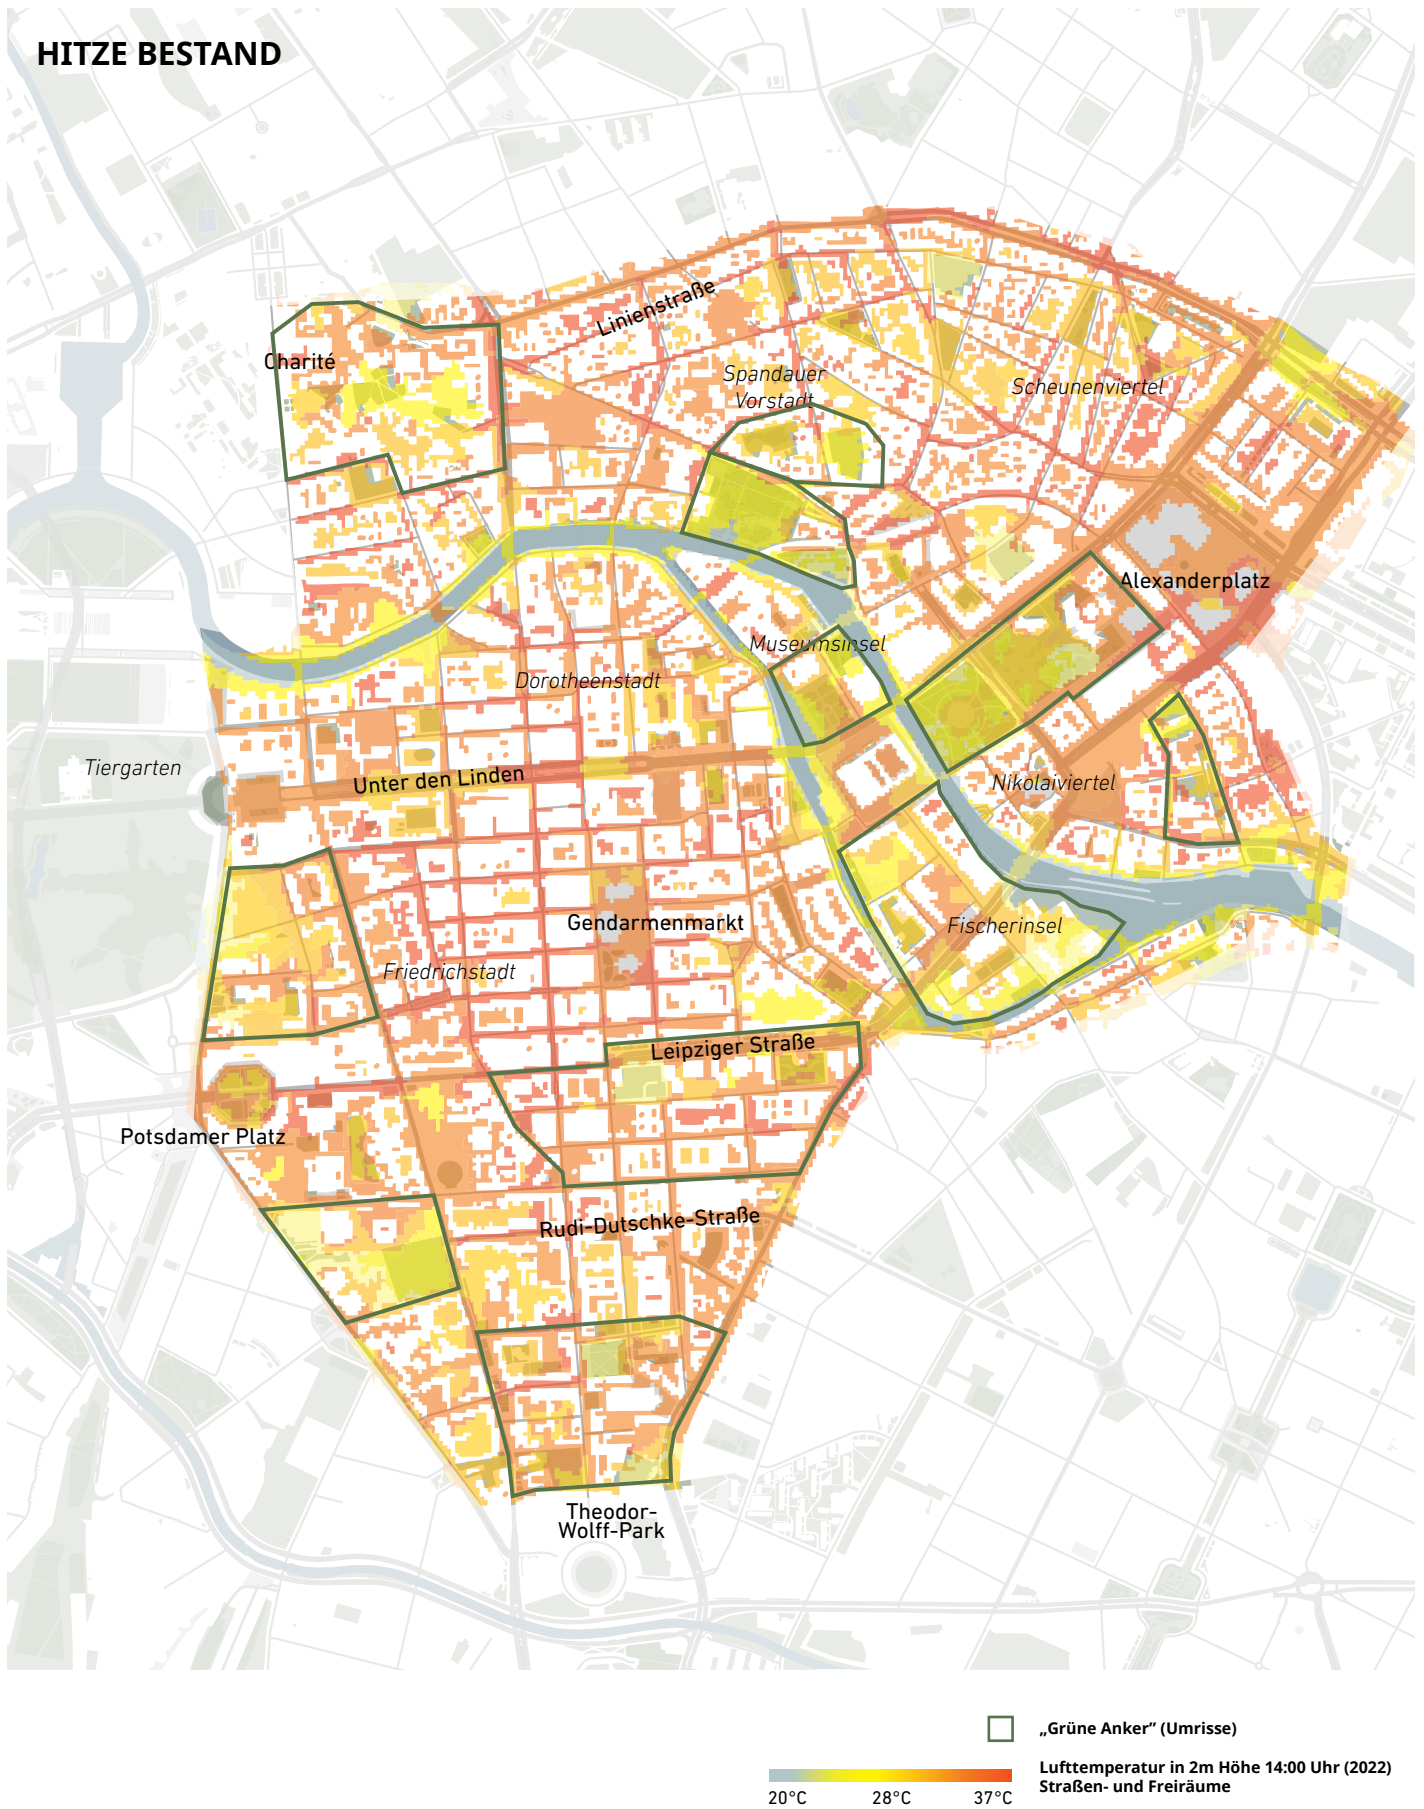 HITZE BESTAND
Linienstraße
Charité
Spandauer
Vorstadt
Scheunenviertel
Alexanderplatz
Museumsinsel
Dorotheenstadt
Tiergarten
Unter den Linden
Nikolaiviertel
Gendarmenmarkt
Fischerinsel
Friedrichstadt
Leipziger Straße
Potsdamer Platz
Rudi-Dutschke-Straße
Theodor-
Wolff-Park
„Grüne Anker” (Umrisse)
Lufttemperatur in 2m Höhe 14:00 Uhr (2022)
Straßen- und Freiräume
20°C 28°C 37°C